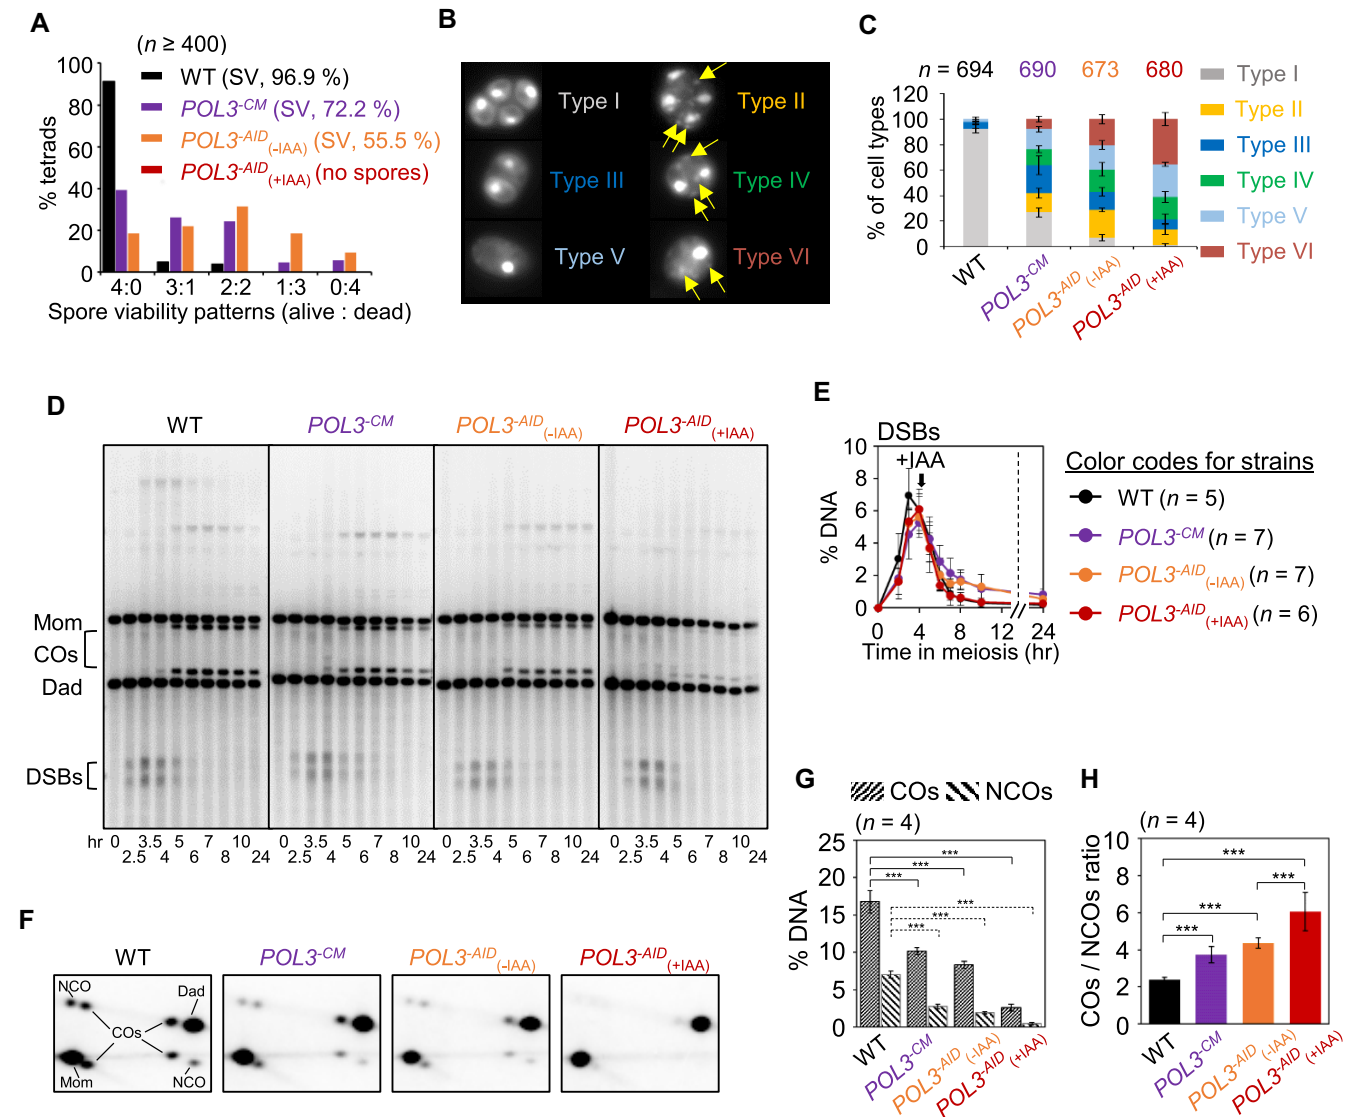 A
(n ≥ 400)
WT (SV, 96.9 %)
POL3-CM (SV, 72.2 %)
POL3-AID(-IAA) (SV, 55.5 %)
POL3-AID(+IAA) (no spores)
% tetrads
100
80
60
40
20
0
4:0 3:1 2:2 1:3 0:4
Spore viability patterns (alive : dead)
B
Type I
Type II
Type III
Type IV
Type V
Type VI
C
n = 694 690 673 680
% of cell types
120
100
80
60
40
20
0
WT
POL3-CM
POL3-AID (-IAA)
POL3-AID (+IAA)
Type I
Type II
Type III
Type IV
Type V
Type VI
D
WT POL3-CM POL3-AID(-IAA) POL3-AID(+IAA)
Mom
COs
Dad
DSBs
hr 0 3.5 5 7 10 0 3.5 5 7 10 0 3.5 5 7 10 0 3.5 5 7 10
2.5 4 6 8 24 2.5 4 6 8 24 2.5 4 6 8 24 2.5 4 6 8 24
E
DSBs
+IAA
% DNA
10
8
6
4
2
0
0 4 8 12 24
Time in meiosis (hr)
Color codes for strains
WT (n = 5)
POL3-CM (n = 7)
POL3-AID(-IAA) (n = 7)
POL3-AID(+IAA) (n = 6)
F
WT POL3-CM POL3-AID(-IAA) POL3-AID(+IAA)
NCO
Dad
COs
Mom
NCO
G
COs NCOs
(n = 4)
% DNA
25
20
15
10
5
0
***
***
***
***
***
***
WT
POL3-CM
POL3-AID (-IAA)
POL3-AID (+IAA)
H
(n = 4)
COs / NCOs ratio
10
8
6
4
2
0
***
***
***
***
WT
POL3-CM
POL3-AID (-IAA)
POL3-AID (+IAA)